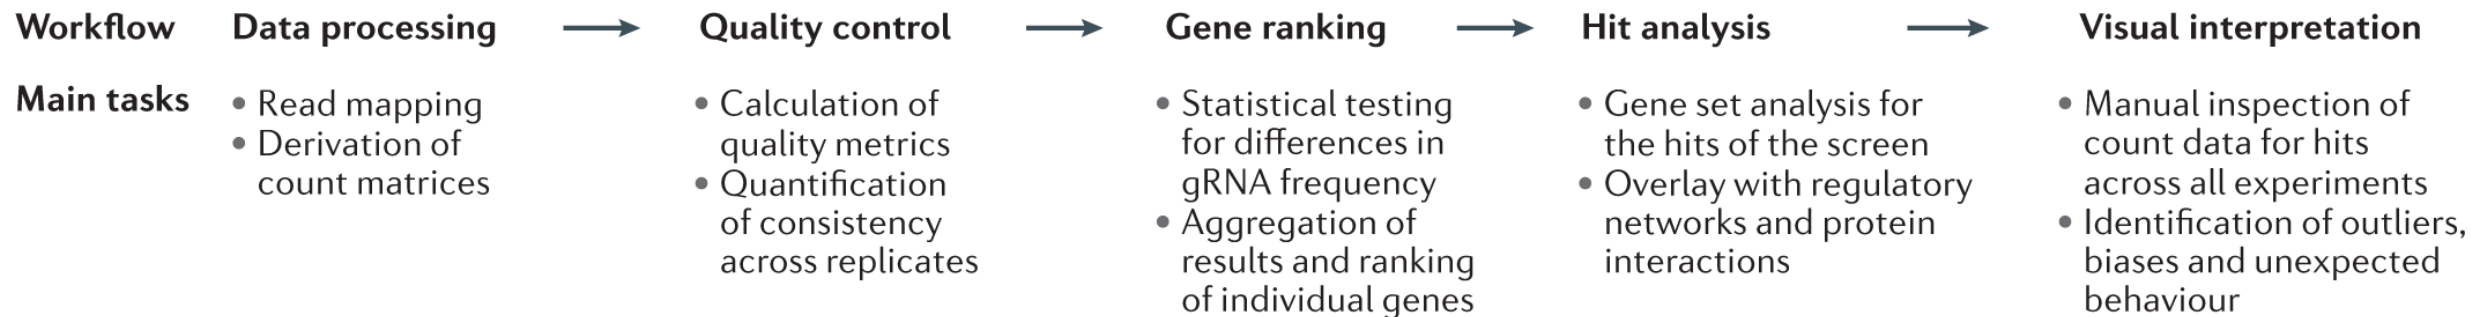 Workflow Data processing Quality control Gene ranking Hit analysis Visual interpretation
Main tasks
• Read mapping
• Derivation of
count matrices
• Calculation of
quality metrics
• Quantification
of consistency
across replicates
• Statistical testing
for differences in
gRNA frequency
• Aggregation of
results and ranking
of individual genes
• Gene set analysis for
the hits of the screen
• Overlay with regulatory
networks and protein
interactions
• Manual inspection of
count data for hits
across all experiments
• Identification of outliers,
biases and unexpected
behaviour